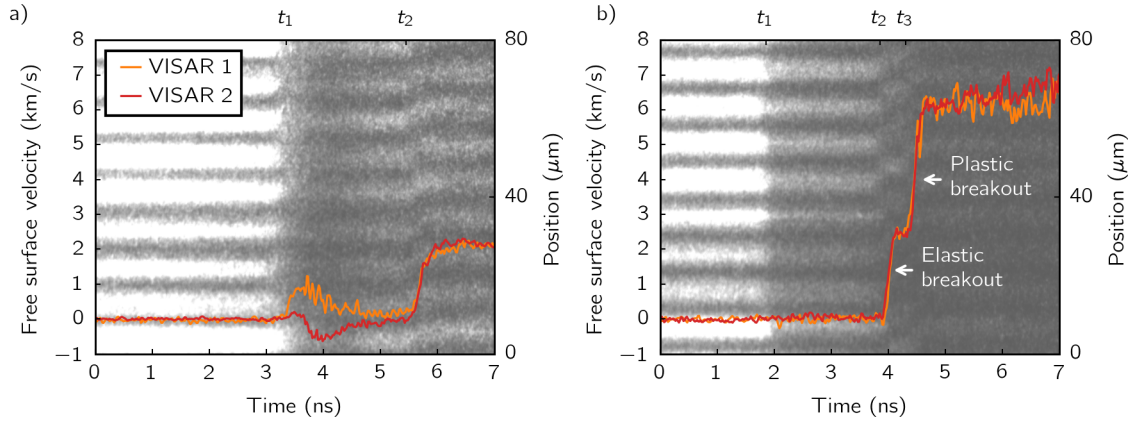 a)
t1
t2
8
7
6
5
4
3
2
1
0
−1
Free surface velocity (km/s)
VISAR 1
VISAR 2
80
40
0
Position (μm)
0 1 2 3 4 5 6 7
Time (ns)
b)
t1
t2
t3
8
7
6
5
4
3
2
1
0
−1
Free surface velocity (km/s)
Plastic
breakout
Elastic
breakout
80
40
0
Position (μm)
0 1 2 3 4 5 6 7
Time (ns)